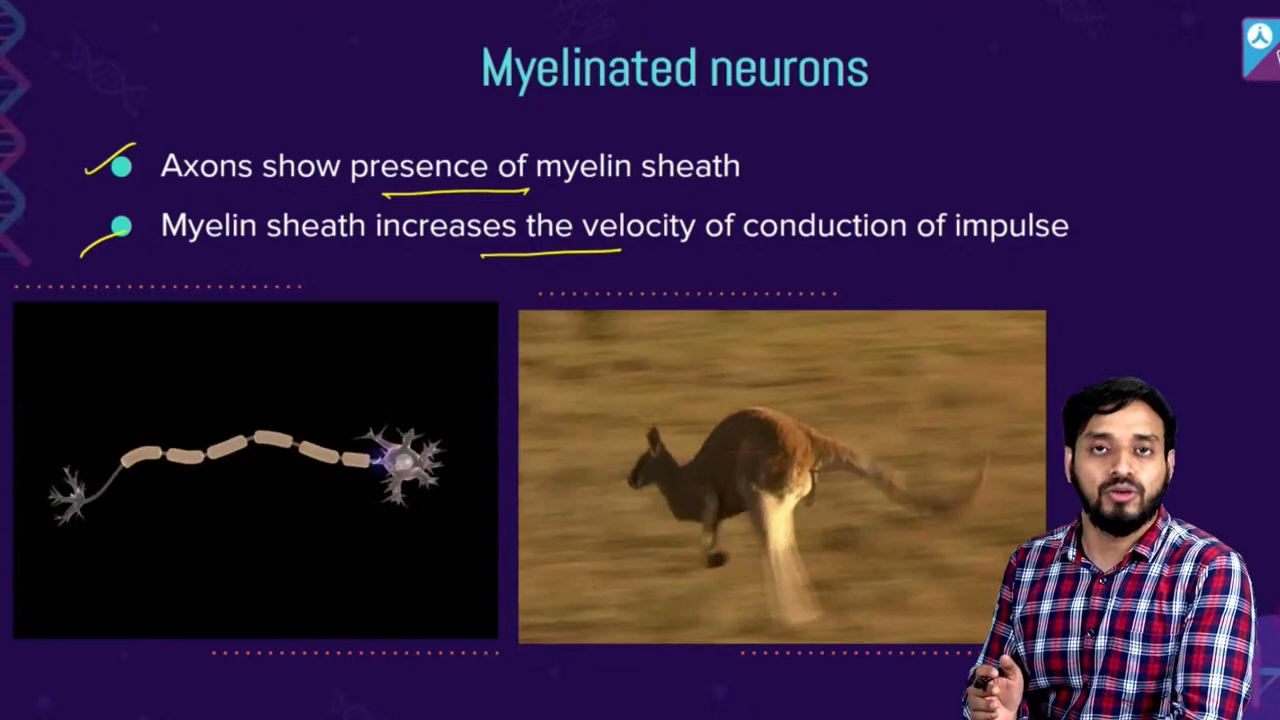 Myelinated neurons
Axons show presence of myelin sheath
Myelin sheath increases the velocity of conduction of impulse